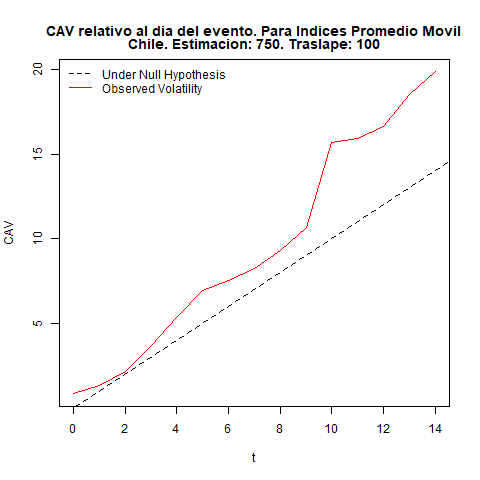 CAV relativo al dia del evento. Para Indices Promedio Movil
Chile. Estimacion: 750. Traslape: 100
Under Null Hypothesis
Observed Volatility
20
15
10
5
CAV
0 2 4 6 8 10 12 14
t